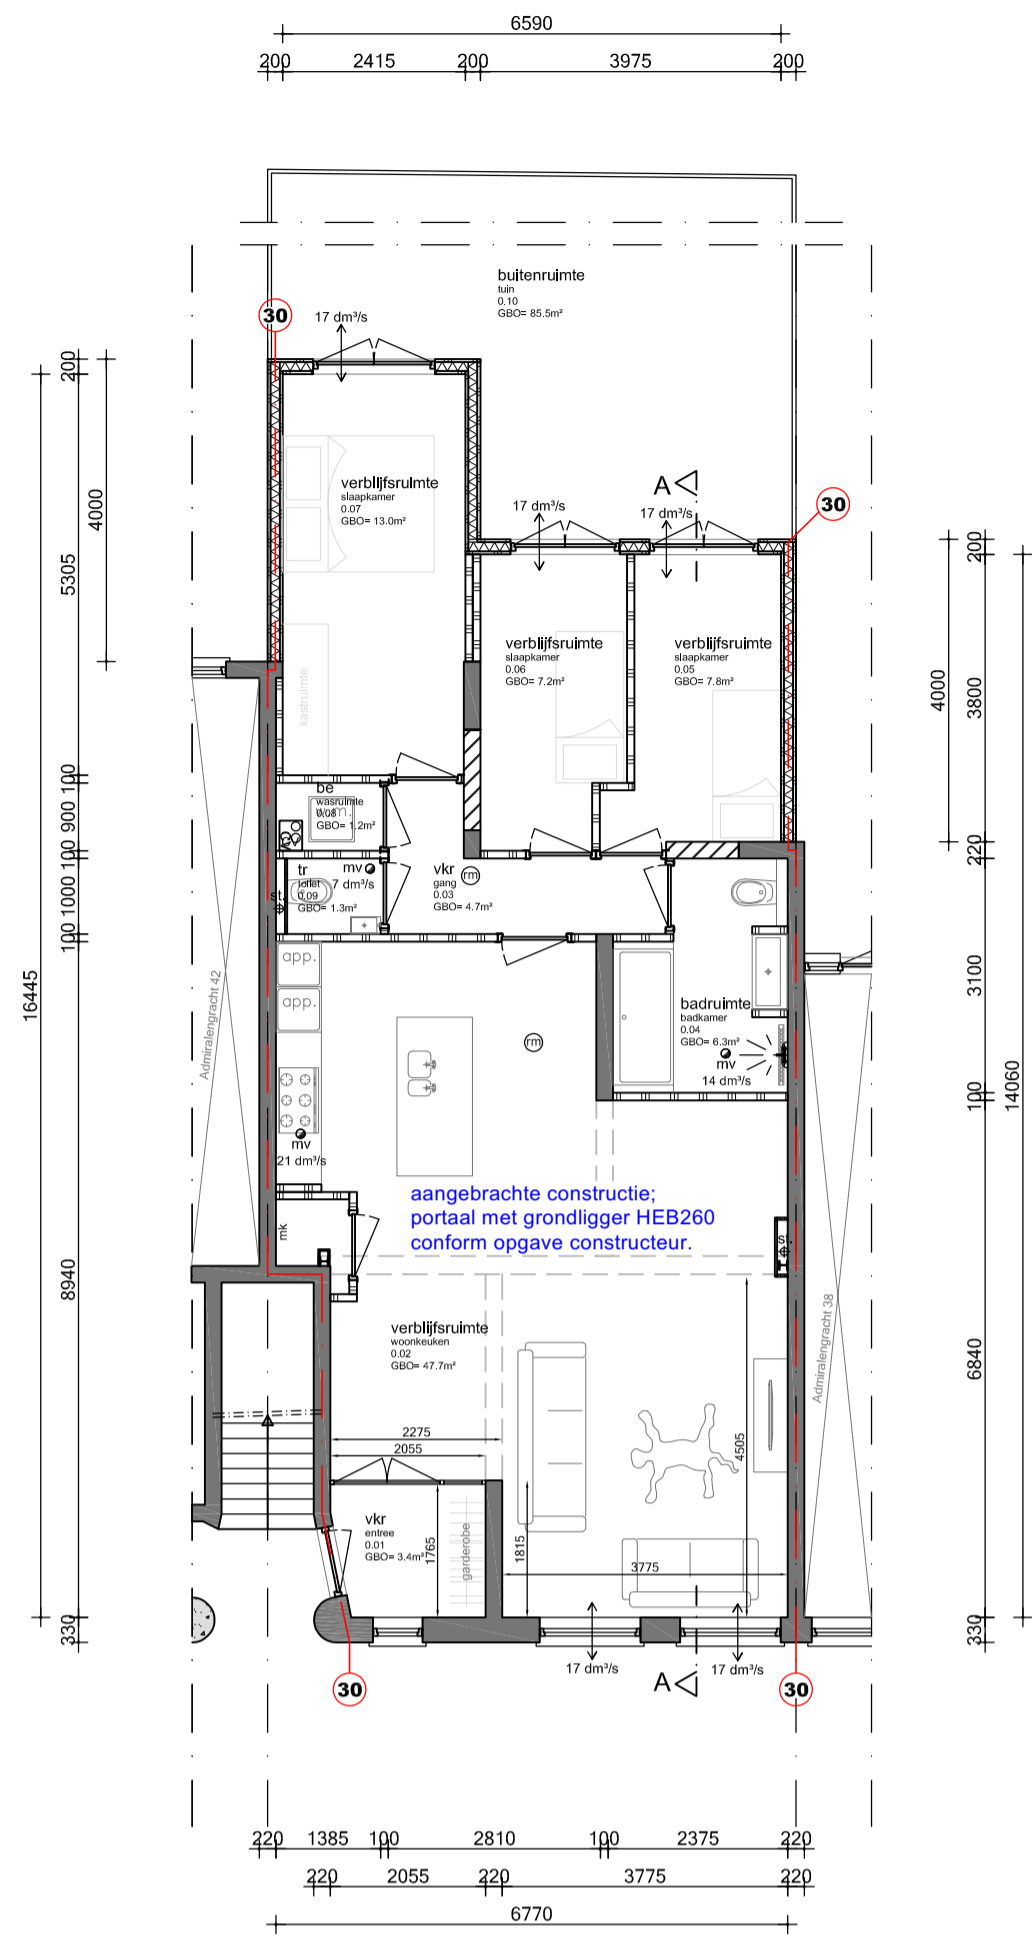 6590
200 2415 200 3975 200
buitenruimte
tuin
0.10
GBO= 85.5m²
30
17 dm³/s
200
4000
5305
verblijfsruimte
slaapkamer
0.07
GBO= 13.0m²
kastruimte
A
17 dm³/s
17 dm³/s
30
200
verblijfsruimte
slaapkamer
0.06
GBO= 7.2m²
verblijfsruimte
slaapkamer
0.05
GBO= 7.8m²
4000
3800
100
900
100
1000
100
be
wasruimte
w.m.
0.08
GBO= 1.2m²
220
tr
toilet
0.09
GBO= 1.3m²
mv
7 dm³/s
st.
vkr
gang
0.03
GBO= 4.7m²
rm
app.
app.
16445
Admiralengracht 42
rm
badruimte
badkamer
0.04
GBO= 6.3m²
mv
14 dm³/s
3100
14060
100
mv
21 dm³/s
mk
aangebrachte constructie;
portaal met grondligger HEB260
conform opgave constructeur.
st.
8940
verblijfsruimte
woonkeuken
0.02
GBO= 47.7m²
Admiralengracht 38
6840
2275
2055
4505
vkr
entree
0.01
GBO= 3.4m²
1765
garderobe
1815
3775
330
330
17 dm³/s
17 dm³/s
A
30
30
220 1385 100 2810 100 2375 220
220 2055 220 3775 220
6770